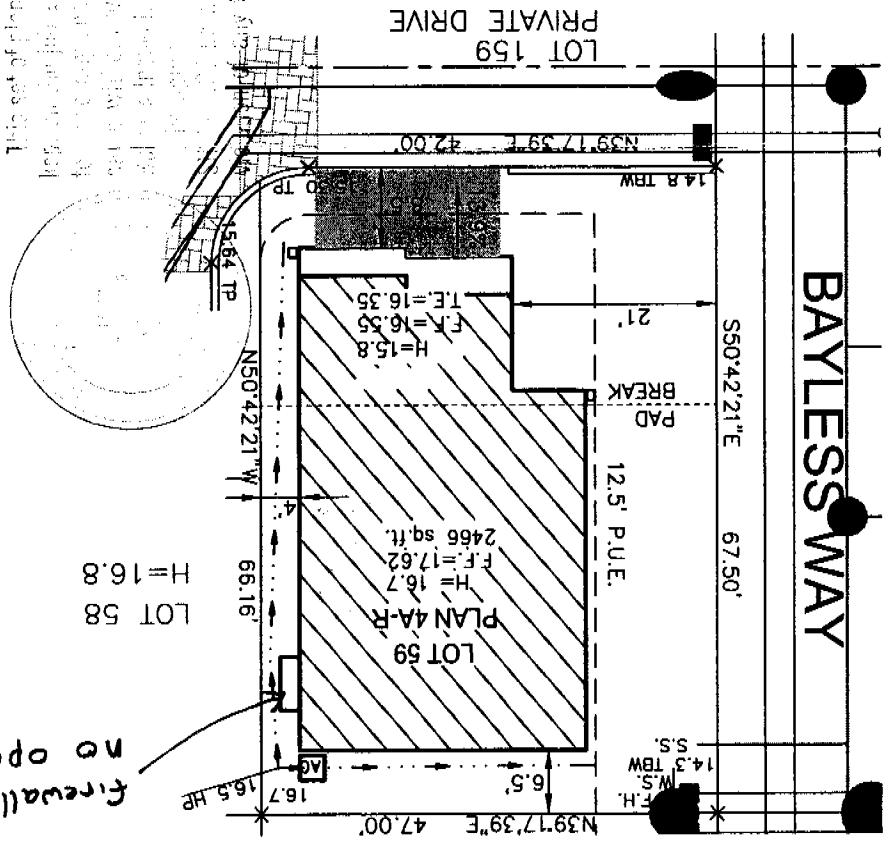 N39°17'39"E 47.00'
F.H.
W.S.
14.3 TBW
S.S.
6.5'
AC
16.7
16.5 HP
firewall
no
LOT 59
PLAN 4A-R
H= 16.7
F.F.=17.62
2466 sq.ft.
LOT 58
H=16.8
BAYLESS WAY
S50°42'21"E 67.50'
12.5' P.U.E.
4'
N50°42'21"W 66.16'
PAD
BREAK
21'
H=15.8
F.F.=16.55
T.E.=16.35
15.64 TP
14.8 TBW
TP
N39°17'39"E 42.00'
LOT 159
PRIVATE DRIVE
This set of